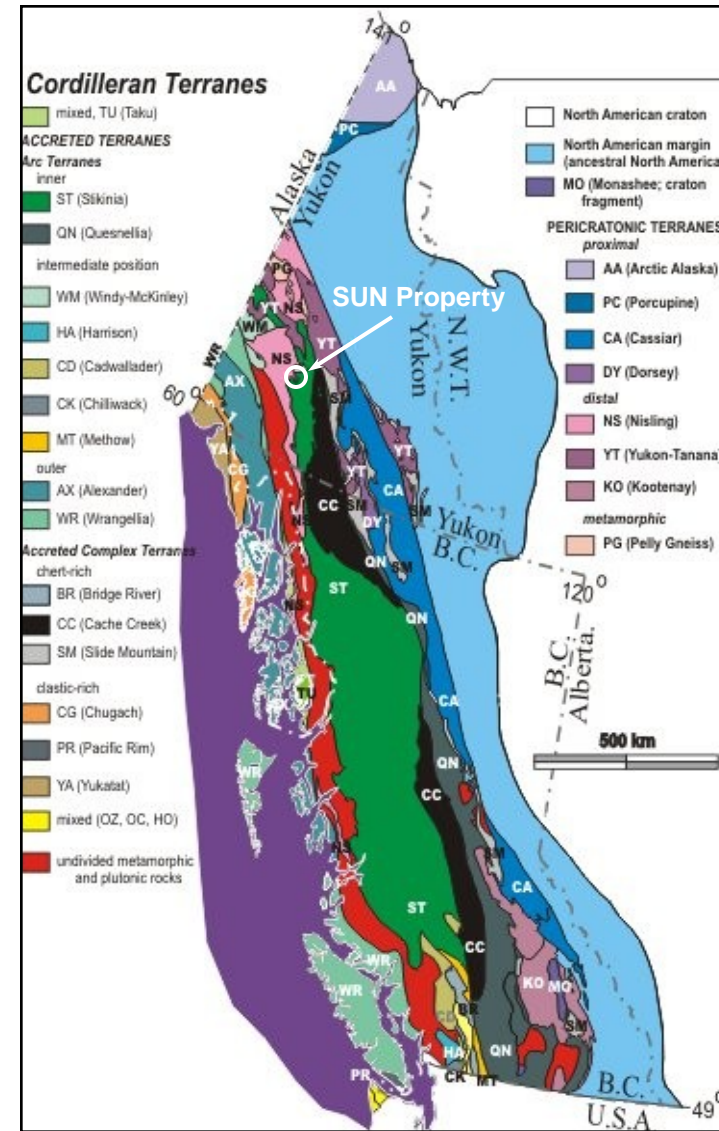 Cordilleran Terranes
mixed, TU (Taku)
ACCRETED TERRANES
Arc Terranes
inner
ST (Stikinia)
QN (Quesnellia)
intermediate position
WM (Windy-McKinley)
HA (Harrison)
CD (Cadwallader)
CK (Chilliwack)
MT (Methow)
outer
AX (Alexander)
WR (Wrangellia)
Accreted Complex Terranes
chert-rich
BR (Bridge River)
CC (Cache Creek)
SM (Slide Mountain)
clastic-rich
CG (Chugach)
PR (Pacific Rim)
YA (Yukatat)
mixed (OZ, OC, HO)
undivided metamorphic
and plutonic rocks
North American craton
North American margin
(ancestral North America
MO (Monashee; craton
fragment)
PERICRATONIC TERRANES
proximal
AA (Arctic Alaska)
PC (Porcupine)
CA (Cassiar)
DY (Dorsey)
distal
NS (Nisling)
YT (Yukon-Tanana)
KO (Kootenay)
metamorphic
PG (Pelly Gneiss)
141 o
AA
PC
Alaska
Yukon
SUN Property
PG
YT
NS
WM
YT
NS
WR
AX
60 o
YA
CG
Yukon
N.W.T.
SM
YT
YT
CC
SM
DY
CA
SM
SM
Yukon
B.C.
QN
NS
ST
NS
QN
120 o
B.C.
Alberta.
TU
CA
500 km
WR
QN
CC
SM
NS
CA
ST
CC
WR
WR
KO
MO
BR
CD
SM
HA
QN
PR
CK
MT
B.C.
U.S.A
49 o